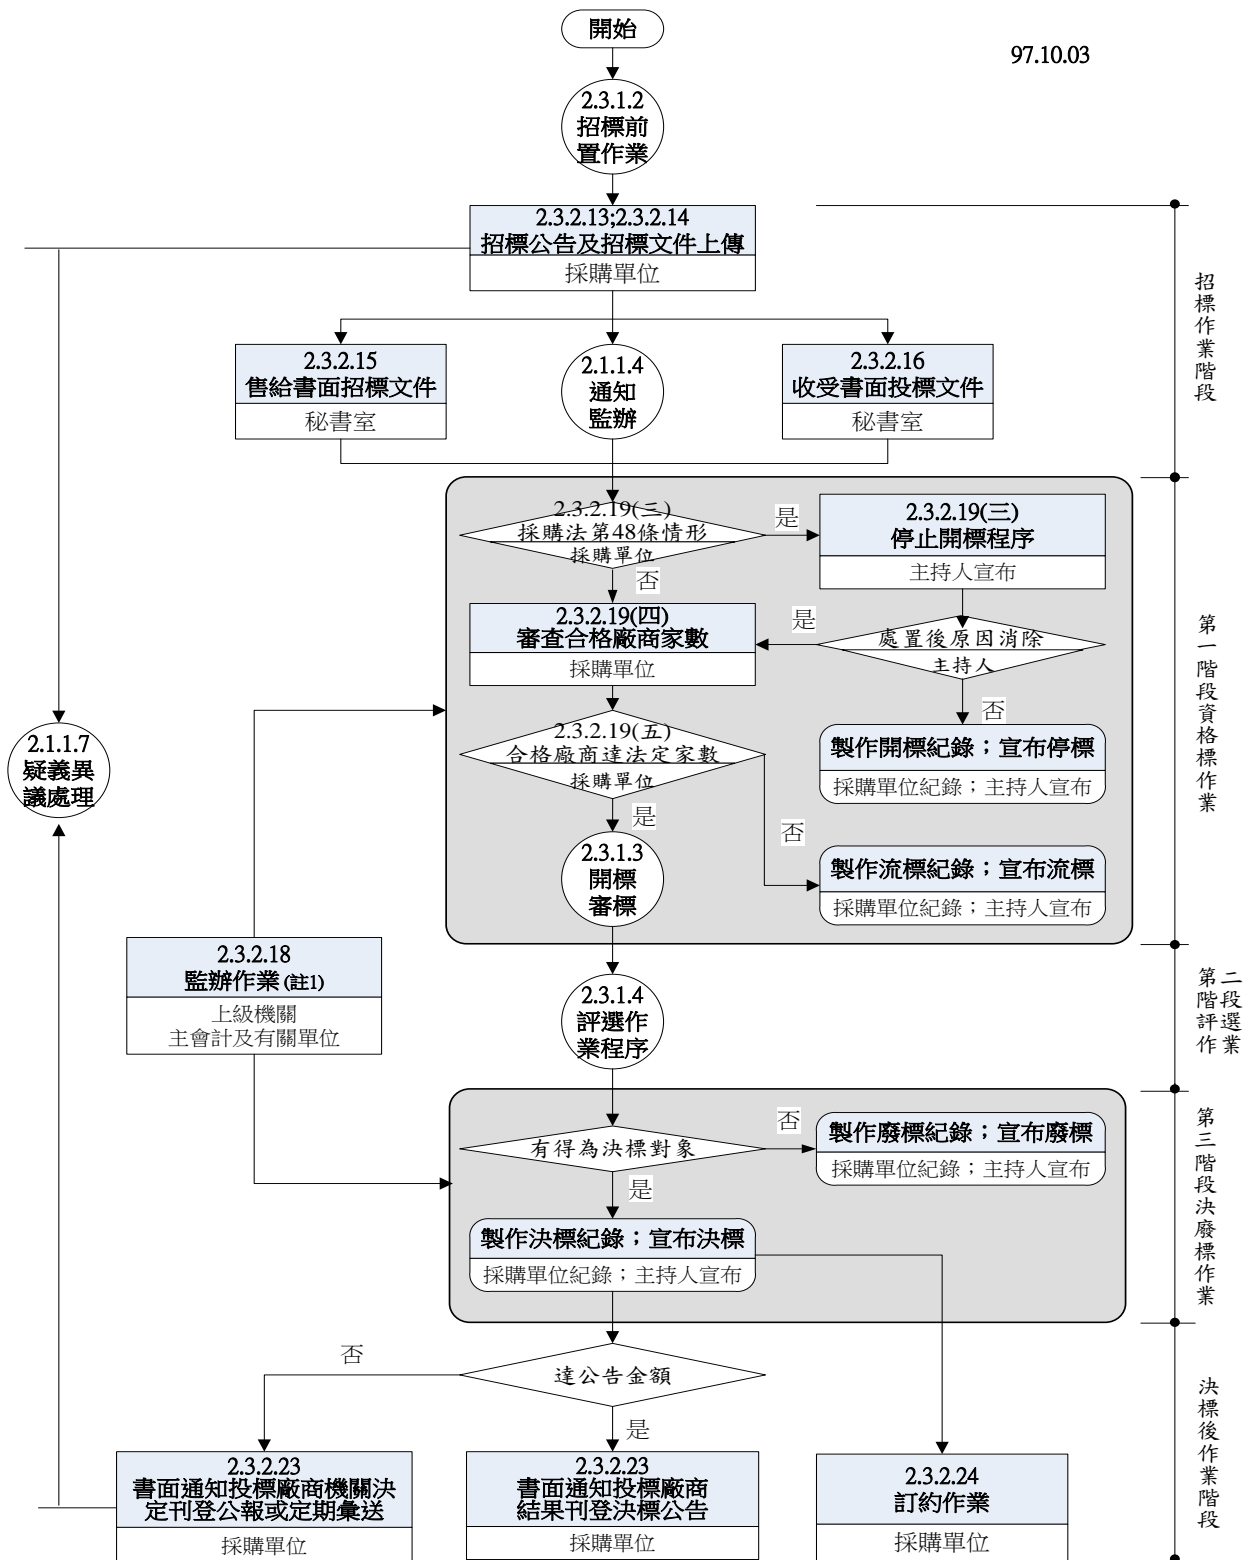 開始
97.10.03
2.3.1.2
招標前
置作業
2.3.2.13;2.3.2.14
招標公告及招標文件上傳
採購單位
招標作業階段
2.3.2.15
售給書面招標文件
秘書室
2.1.1.4
通知
監辦
2.3.2.16
收受書面投標文件
秘書室
2.3.2.19(三)
採購法第48條情形
採購單位
是
否
2.3.2.19(三)
停止開標程序
主持人宣布
2.3.2.19(四)
審查合格廠商家數
採購單位
是
處置後原因消除
主持人
否
第一階段資格標作業
2.3.2.19(五)
合格廠商達法定家數
採購單位
是
否
製作開標紀錄；宣布停標
採購單位紀錄；主持人宣布
2.1.1.7
疑義異
議處理
2.3.1.3
開標
審標
製作流標紀錄；宣布流標
採購單位紀錄；主持人宣布
2.3.2.18
監辦作業(註1)
上級機關
主會計及有關單位
2.3.1.4
評選作
業程序
第二階段評選作業
有得為決標對象
否
是
製作廢標紀錄；宣布廢標
採購單位紀錄；主持人宣布
製作決標紀錄；宣布決標
採購單位紀錄；主持人宣布
第三階段決廢標作業
達公告金額
否
是
2.3.2.23
書面通知投標廠商機關決
定刊登公報或定期彙送
採購單位
2.3.2.23
書面通知投標廠商
結果刊登決標公告
採購單位
2.3.2.24
訂約作業
採購單位
決標後作業階段